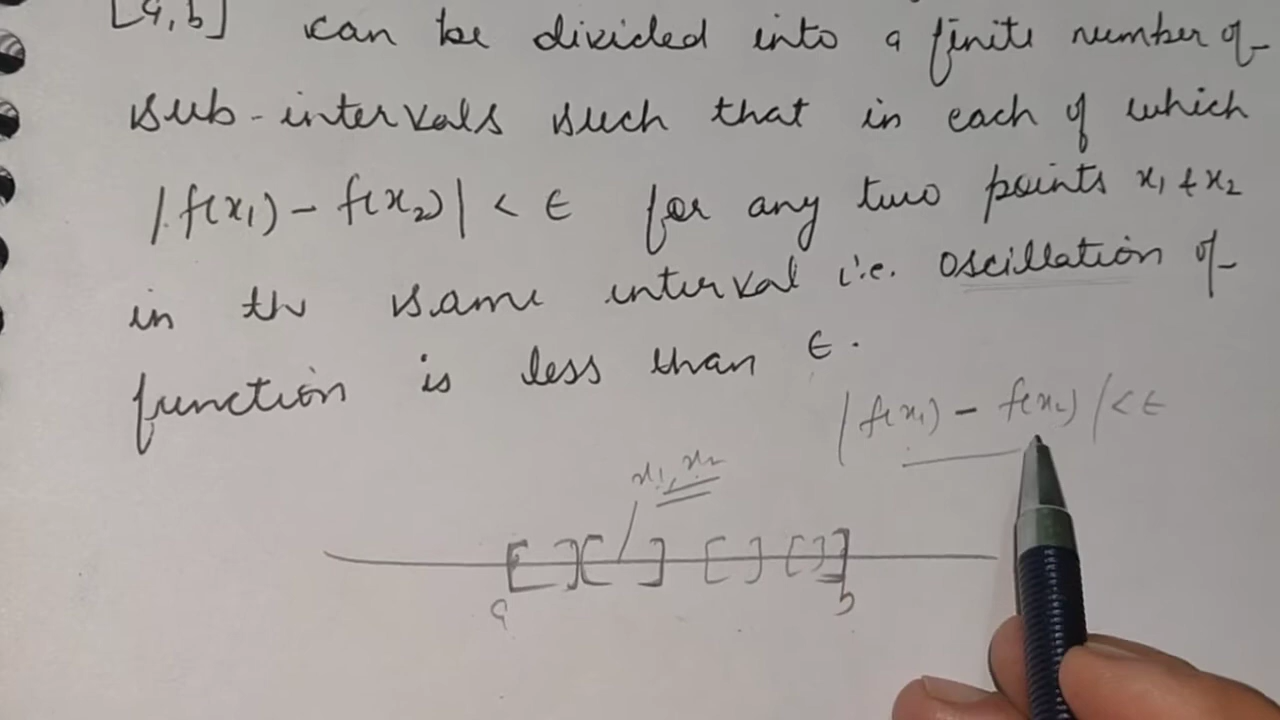 [a,b] can be divided into a finite number of
sub-intervals such that in each of which
|f(x₁) - f(x₂)| < ϵ for any two points x₁ & x₂
in the same interval i.e. oscillation of
function is less than ϵ.
|f(x₁) - f(x₂)| < ϵ
x₁, x₂
[ ] [ ] [ ] [ ] ]
a b